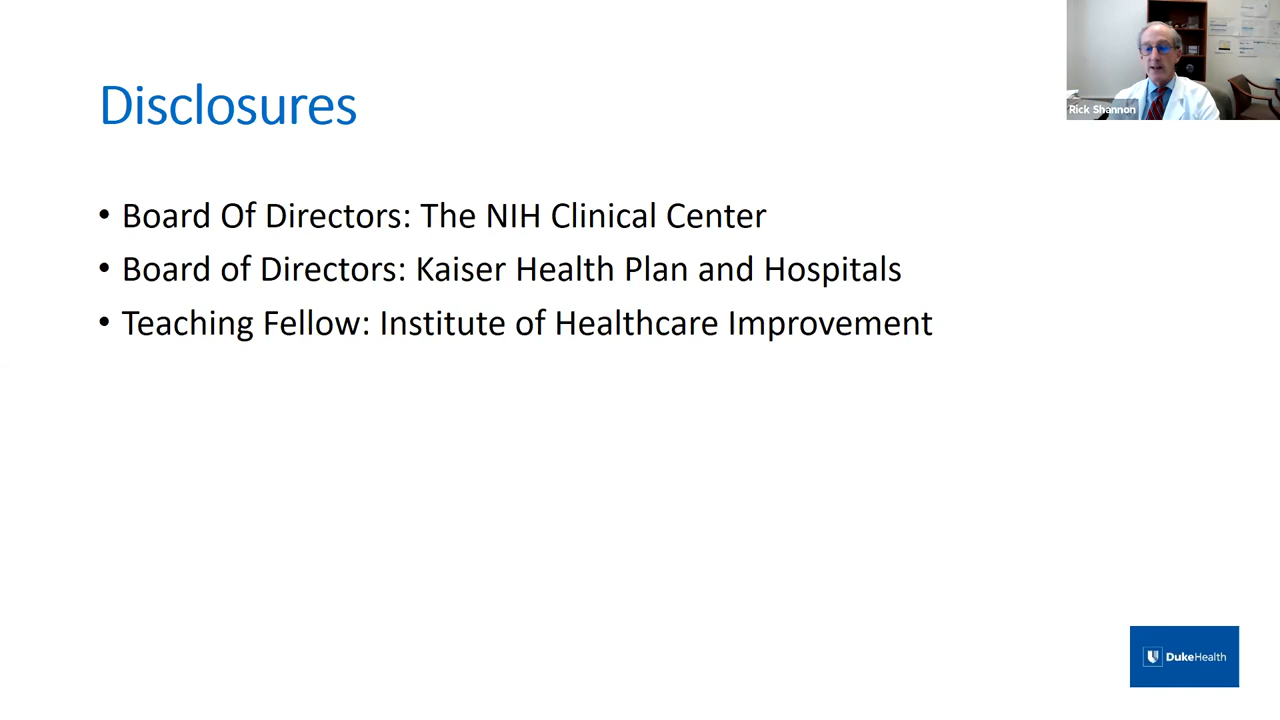 Disclosures
Rick Shannon
• Board Of Directors: The NIH Clinical Center
• Board of Directors: Kaiser Health Plan and Hospitals
• Teaching Fellow: Institute of Healthcare Improvement
DukeHealth